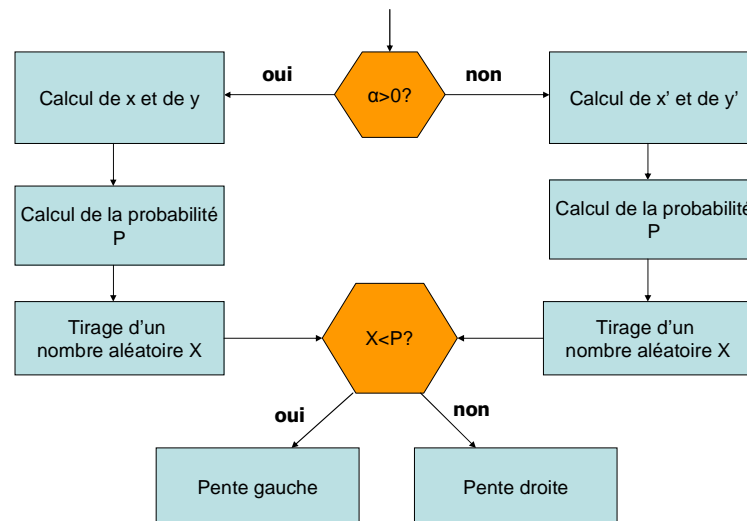 oui
non
Calcul de x et de y
α>0?
Calcul de x’ et de y’
Calcul de la probabilité
P
Calcul de la probabilité
P
Tirage d’un
nombre aléatoire X
X<P?
Tirage d’un
nombre aléatoire X
oui
non
Pente gauche
Pente droite